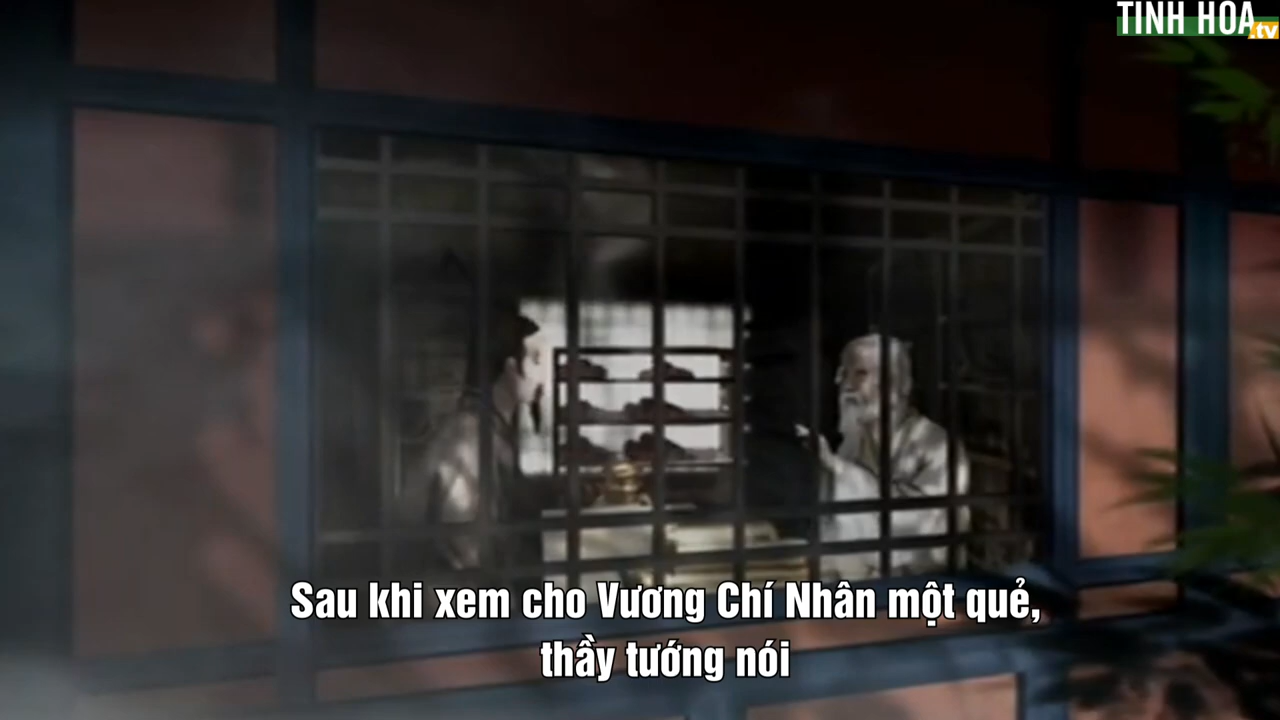 TINH HOA
.tv
Sau khi xem cho Vương Chí Nhân một quẻ,
thầy tướng nói